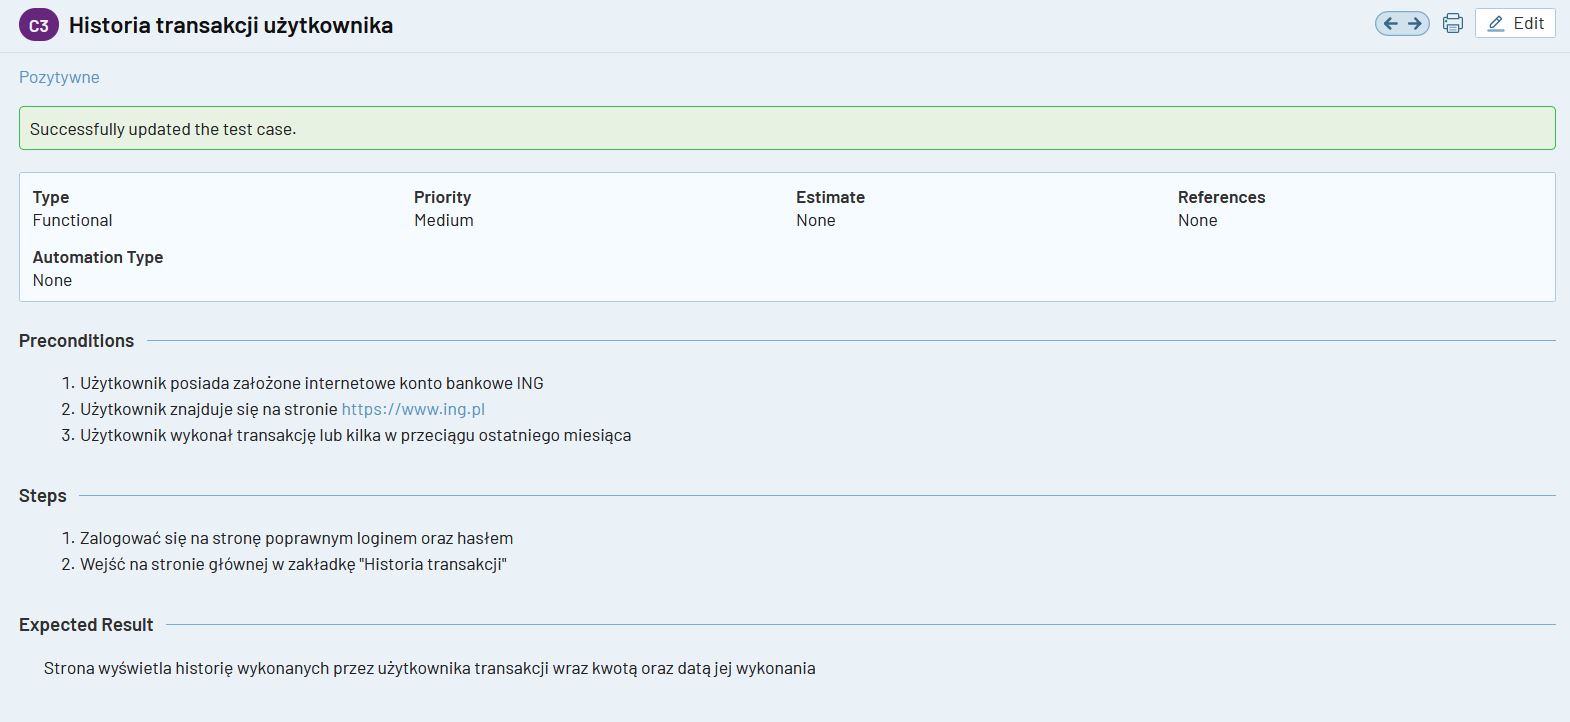 C3 Historia transakcji użytkownika
Edit
Pozytywne
Successfully updated the test case.
Type Priority Estimate References
Functional Medium None None
Automation Type
None
Preconditions
1. Użytkownik posiada założone internetowe konto bankowe ING
2. Użytkownik znajduje się na stronie https://www.ing.pl
3. Użytkownik wykonał transakcję lub kilka w przeciągu ostatniego miesiąca
Steps
1. Zalogować się na stronę poprawnym loginem oraz hasłem
2. Wejść na stronie głównej w zakładkę "Historia transakcji"
Expected Result
Strona wyświetla historię wykonanych przez użytkownika transakcji wraz kwotą oraz datą jej wykonania